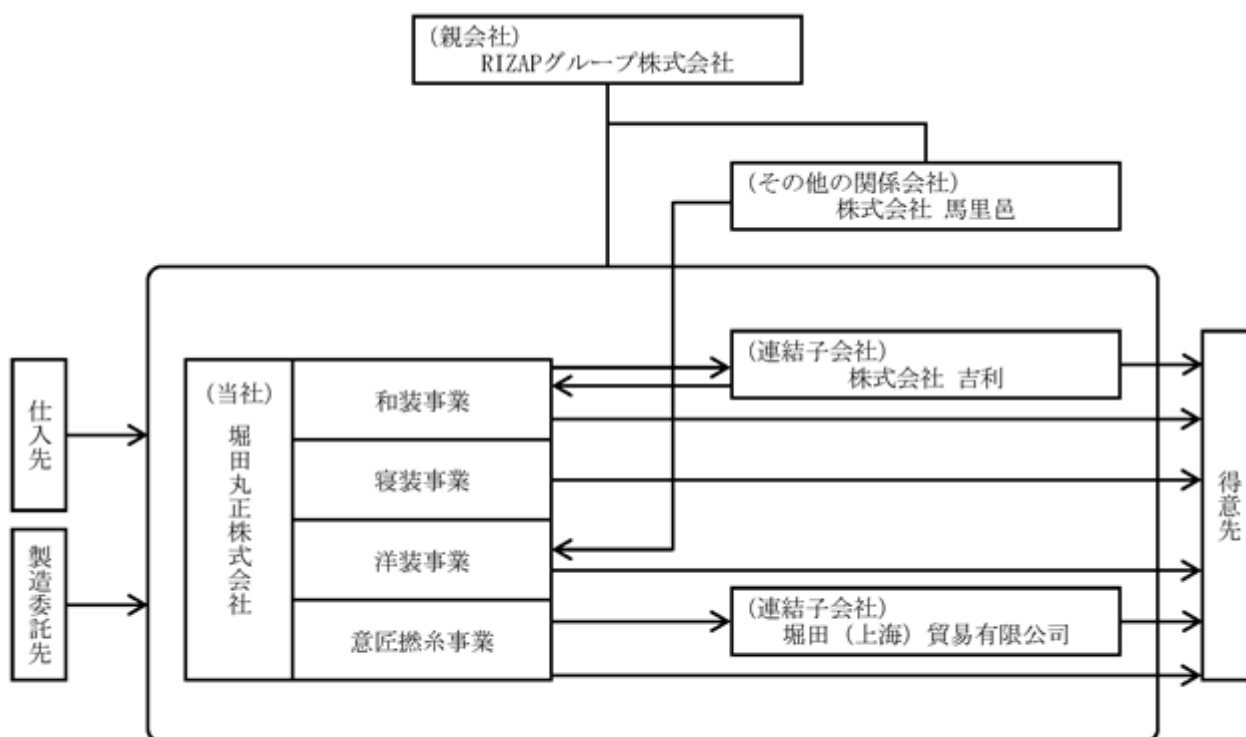 (親会社)
RIZAPグループ株式会社
(その他の関係会社)
株式会社 馬里邑
(連結子会社)
株式会社 吉利
仕入先
製造委託先
(当社)
堀田丸正株式会社
和装事業
寝装事業
洋装事業
意匠撚糸事業
(連結子会社)
堀田（上海）貿易有限公司
得意先